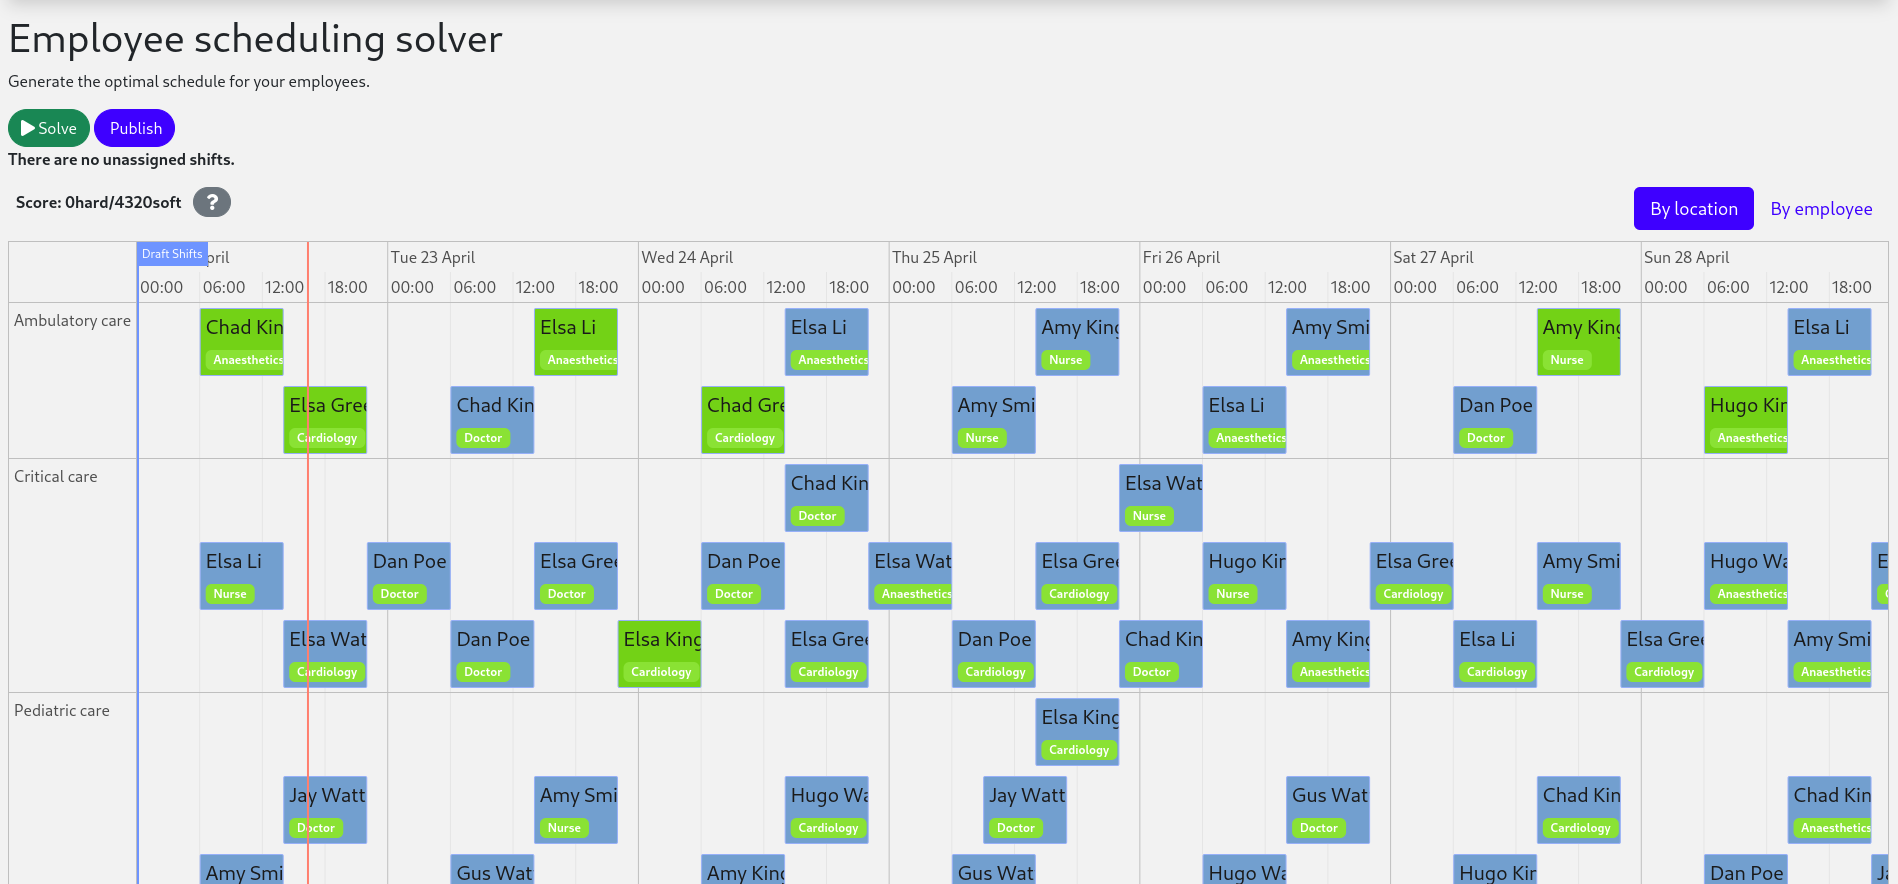 Employee scheduling solver
Generate the optimal schedule for your employees.
Solve Publish
There are no unassigned shifts.
Score: 0hard/4320soft ? By location By employee
Draft Shifts pril Tue 23 April Wed 24 April Thu 25 April Fri 26 April Sat 27 April Sun 28 April
00:00 06:00 12:00 18:00 00:00 06:00 12:00 18:00 00:00 06:00 12:00 18:00 00:00 06:00 12:00 18:00 00:00 06:00 12:00 18:00 00:00 06:00 12:00 18:00 00:00 06:00 12:00 18:00
Ambulatory care Chad Kin Elsa Li Elsa Li Amy King Amy Smi Amy King Elsa Li
Anaesthetics Anaesthetics Anaesthetics Nurse Anaesthetics Nurse Anaesthetics
Elsa Gree Chad Kin Chad Gre Amy Smi Elsa Li Dan Poe Hugo Kin
Cardiology Doctor Cardiology Nurse Anaesthetics Doctor Anaesthetics
Critical care Chad Kin Elsa Wat
Doctor Nurse
Elsa Li Dan Poe Elsa Gree Dan Poe Elsa Wat Elsa Gree Hugo Kin Elsa Gree Amy Smi Hugo Wa E
Nurse Doctor Doctor Doctor Anaesthetics Cardiology Nurse Cardiology Nurse Anaesthetics C
Elsa Wat Dan Poe Elsa King Elsa Gree Dan Poe Chad Kin Amy King Elsa Li Elsa Gree Amy Smi
Cardiology Doctor Cardiology Cardiology Cardiology Doctor Anaesthetics Cardiology Cardiology Anaesthetics
Pediatric care Elsa King
Cardiology
Jay Watt Amy Smi Hugo Wa Jay Watt Gus Wat Chad Kin Chad Kin
Doctor Nurse Cardiology Doctor Doctor Cardiology Anaesthetics
Amy Smi Gus Wat Amy King Gus Wat Hugo Wa Hugo Kin Dan Poe Ja